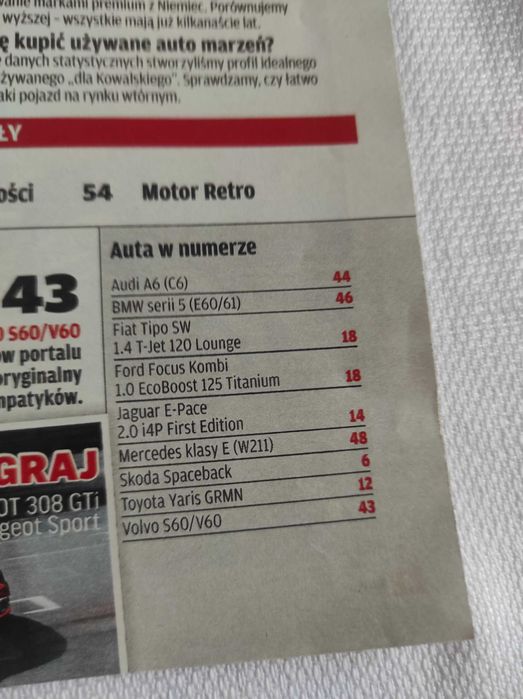 anie markami premium z Niemiec. Porównujemy
wyższej – wszystkie mają już kilkanaście lat.
ę kupić używane auto marzeń?
danych statystycznych stworzyliśmy profil idealnego
żywanego „dla Kowalskiego”. Sprawdzamy, czy łatwo
aki pojazd na rynku wtórnym.
ŁY
ości 54 Motor Retro
43
S60/V60
w portalu
oryginalny
mpatyków.
GRAJ
OT 308 GTi
geot Sport
Auta w numerze
Audi A6 (C6) 44
BMW serii 5 (E60/61) 46
Fiat Tipo SW
1.4 T-Jet 120 Lounge 18
Ford Focus Kombi
1.0 EcoBoost 125 Titanium 18
Jaguar E-Pace
2.0 i4P First Edition 14
Mercedes klasy E (W211) 48
Skoda Spaceback 6
Toyota Yaris GRMN 12
Volvo S60/V60 43